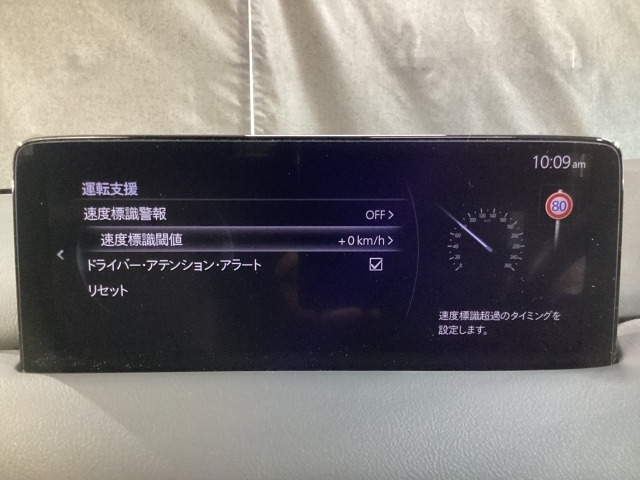 10:09am
運転支援
速度標識警報 OFF >
速度標識閾値 +0 km/h >
<
ドライバー・アテンション・アラート ☑
リセット
80
速度標識超過のタイミングを
設定します。